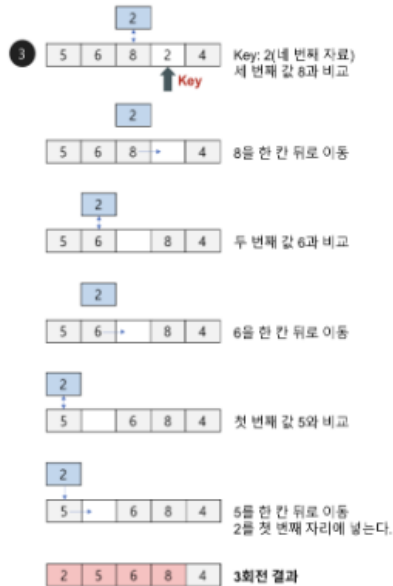 2
3
5 6 8 2 4
Key: 2(네 번째 자료)
세 번째 값 8과 비교
Key
2
5 6 8 4
8을 한 칸 뒤로 이동
2
5 6 8 4
두 번째 값 6과 비교
2
5 6 8 4
6을 한 칸 뒤로 이동
2
5 6 8 4
첫 번째 값 5와 비교
2
5 6 8 4
5를 한 칸 뒤로 이동
2를 첫 번째 자리에 넣는다.
2 5 6 8 4
3회전 결과